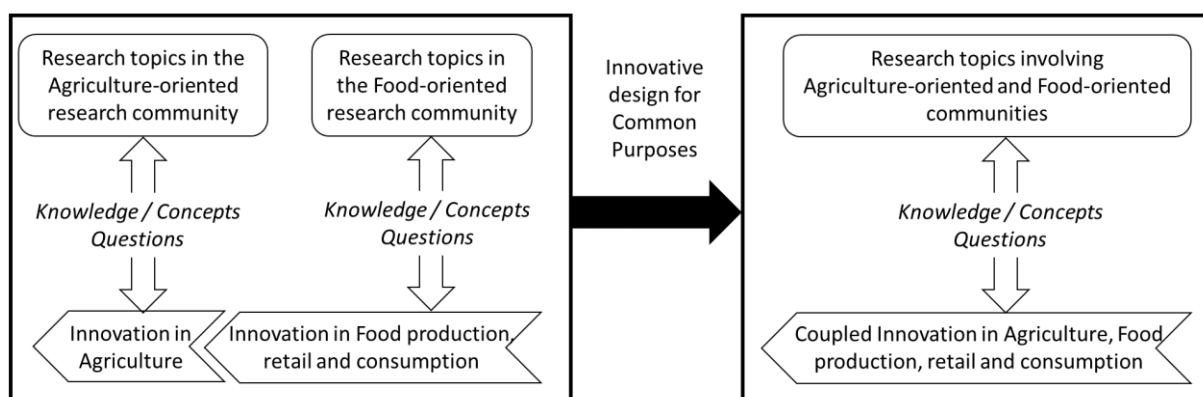 Research topics in the
Agriculture-oriented
research community
Research topics in
the Food-oriented
research community
Knowledge / Concepts
Questions
Knowledge / Concepts
Questions
Innovation in
Agriculture
Innovation in Food production,
retail and consumption
Innovative
design for
Common
Purposes
Research topics involving
Agriculture-oriented and Food-oriented
communities
Knowledge / Concepts
Questions
Coupled Innovation in Agriculture, Food
production, retail and consumption